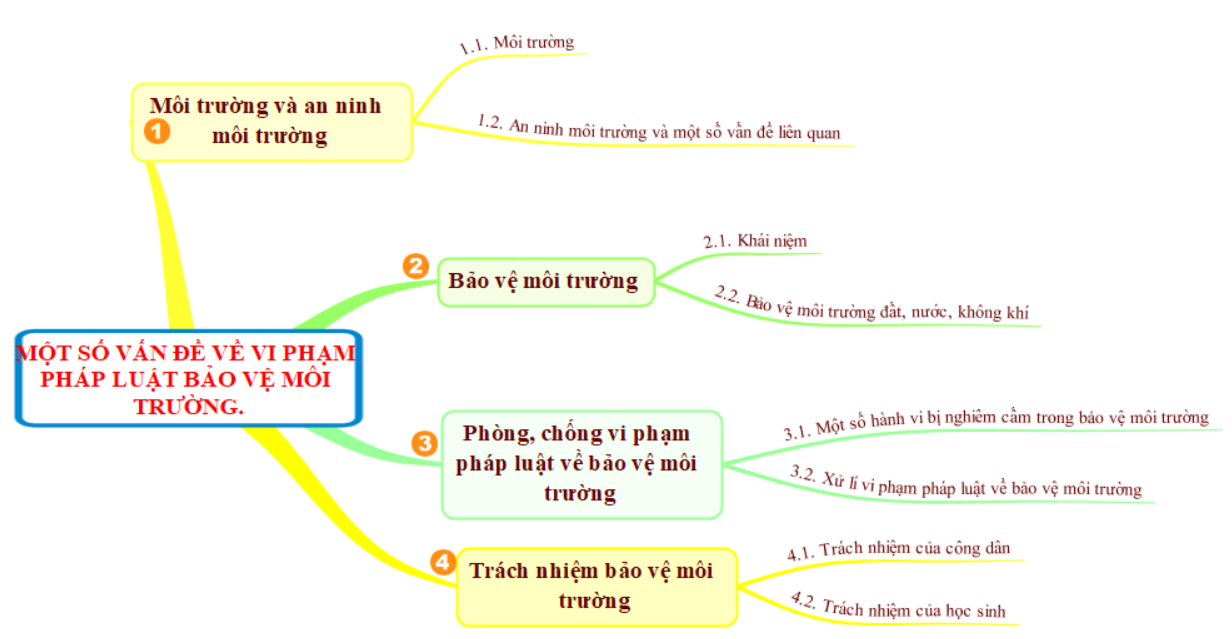 MỘT SỐ VẤN ĐỀ VỀ VI PHẠM
PHÁP LUẬT BẢO VỆ MÔI
TRƯỜNG.
1
Môi trường và an ninh
môi trường
1.1. Môi trường
1.2. An ninh môi trường và một số vấn đề liên quan
2
Bảo vệ môi trường
2.1. Khái niệm
2.2. Bảo vệ môi trường đất, nước, không khí
3
Phòng, chống vi phạm
pháp luật về bảo vệ môi
trường
3.1. Một số hành vi bị nghiêm cấm trong bảo vệ môi trường
3.2. Xử lí vi phạm pháp luật về bảo vệ môi trường
4
Trách nhiệm bảo vệ môi
trường
4.1. Trách nhiệm của công dân
4.2. Trách nhiệm của học sinh